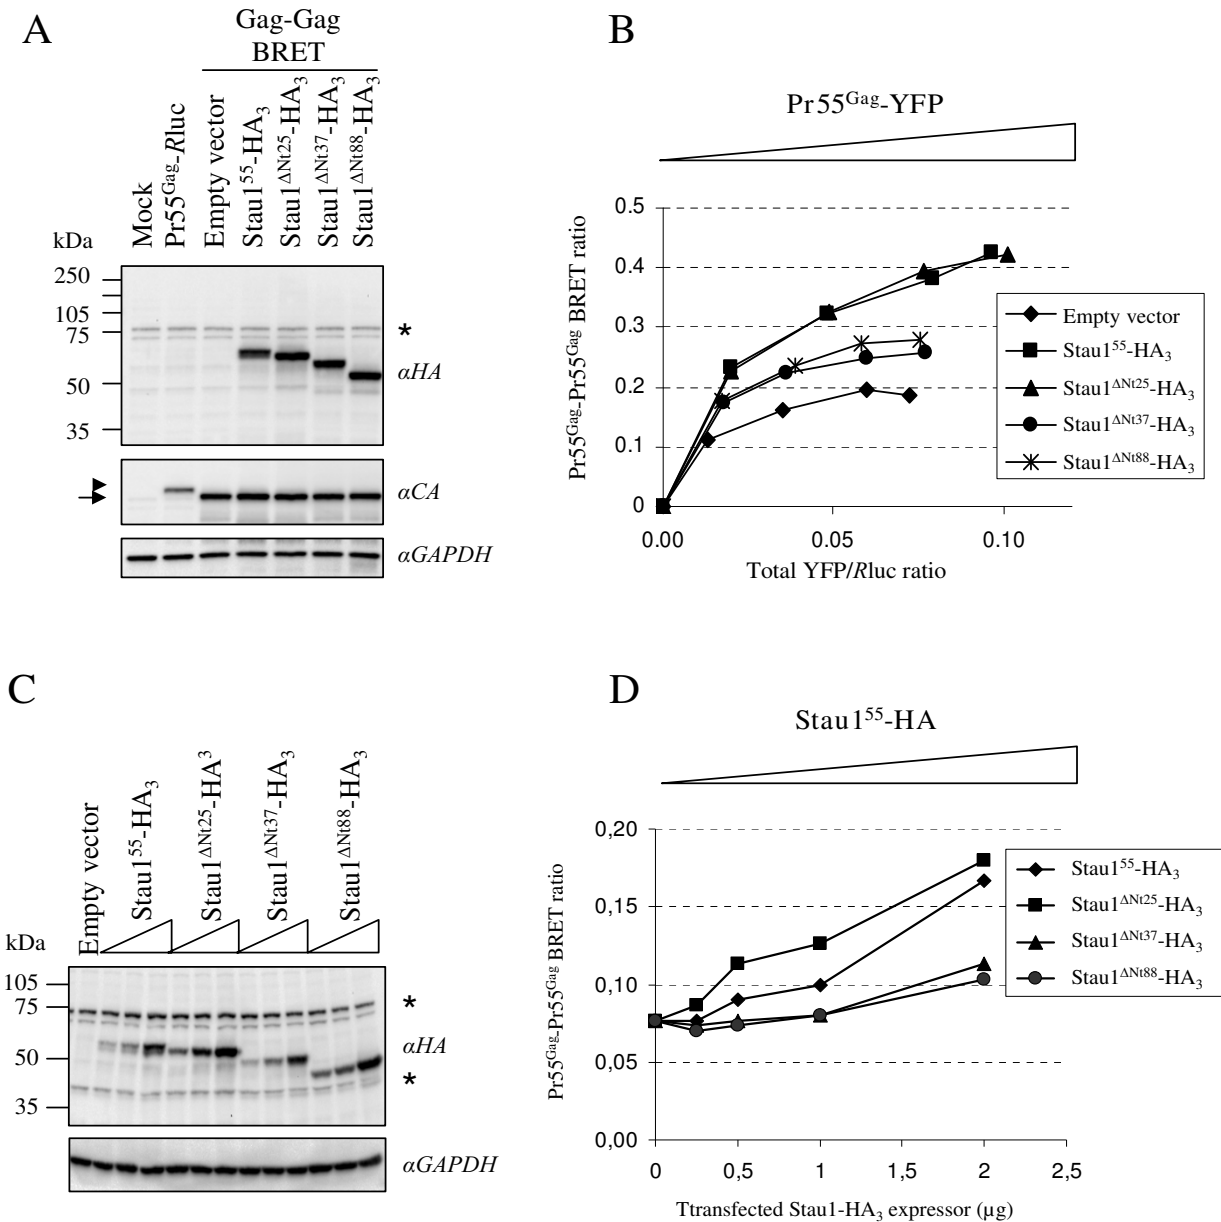 A
Gag-Gag
BRET
Mock
Pr55Gag-Rluc
Empty vector
Stau155-HA3
Stau1ΔNt25-HA3
Stau1ΔNt37-HA3
Stau1ΔNt88-HA3
kDa
250
105
75
50
35
*
αHA
αCA
αGAPDH
B
Pr55Gag-YFP
Pr55Gag-Pr55Gag BRET ratio
0.5
0.4
0.3
0.2
0.1
0
0.00
0.05
0.10
Total YFP/Rluc ratio
Empty vector
Stau155-HA3
Stau1ΔNt25-HA3
Stau1ΔNt37-HA3
Stau1ΔNt88-HA3
C
Empty vector
Stau155-HA3
Stau1ΔNt25-HA3
Stau1ΔNt37-HA3
Stau1ΔNt88-HA3
kDa
105
75
50
35
*
αHA
*
αGAPDH
D
Stau155-HA
Pr55Gag-Pr55Gag BRET ratio
0,20
0,15
0,10
0,05
0,00
0
0,5
1
1,5
2
2,5
Ttransfected Stau1-HA3 expressor (µg)
Stau155-HA3
Stau1ΔNt25-HA3
Stau1ΔNt37-HA3
Stau1ΔNt88-HA3